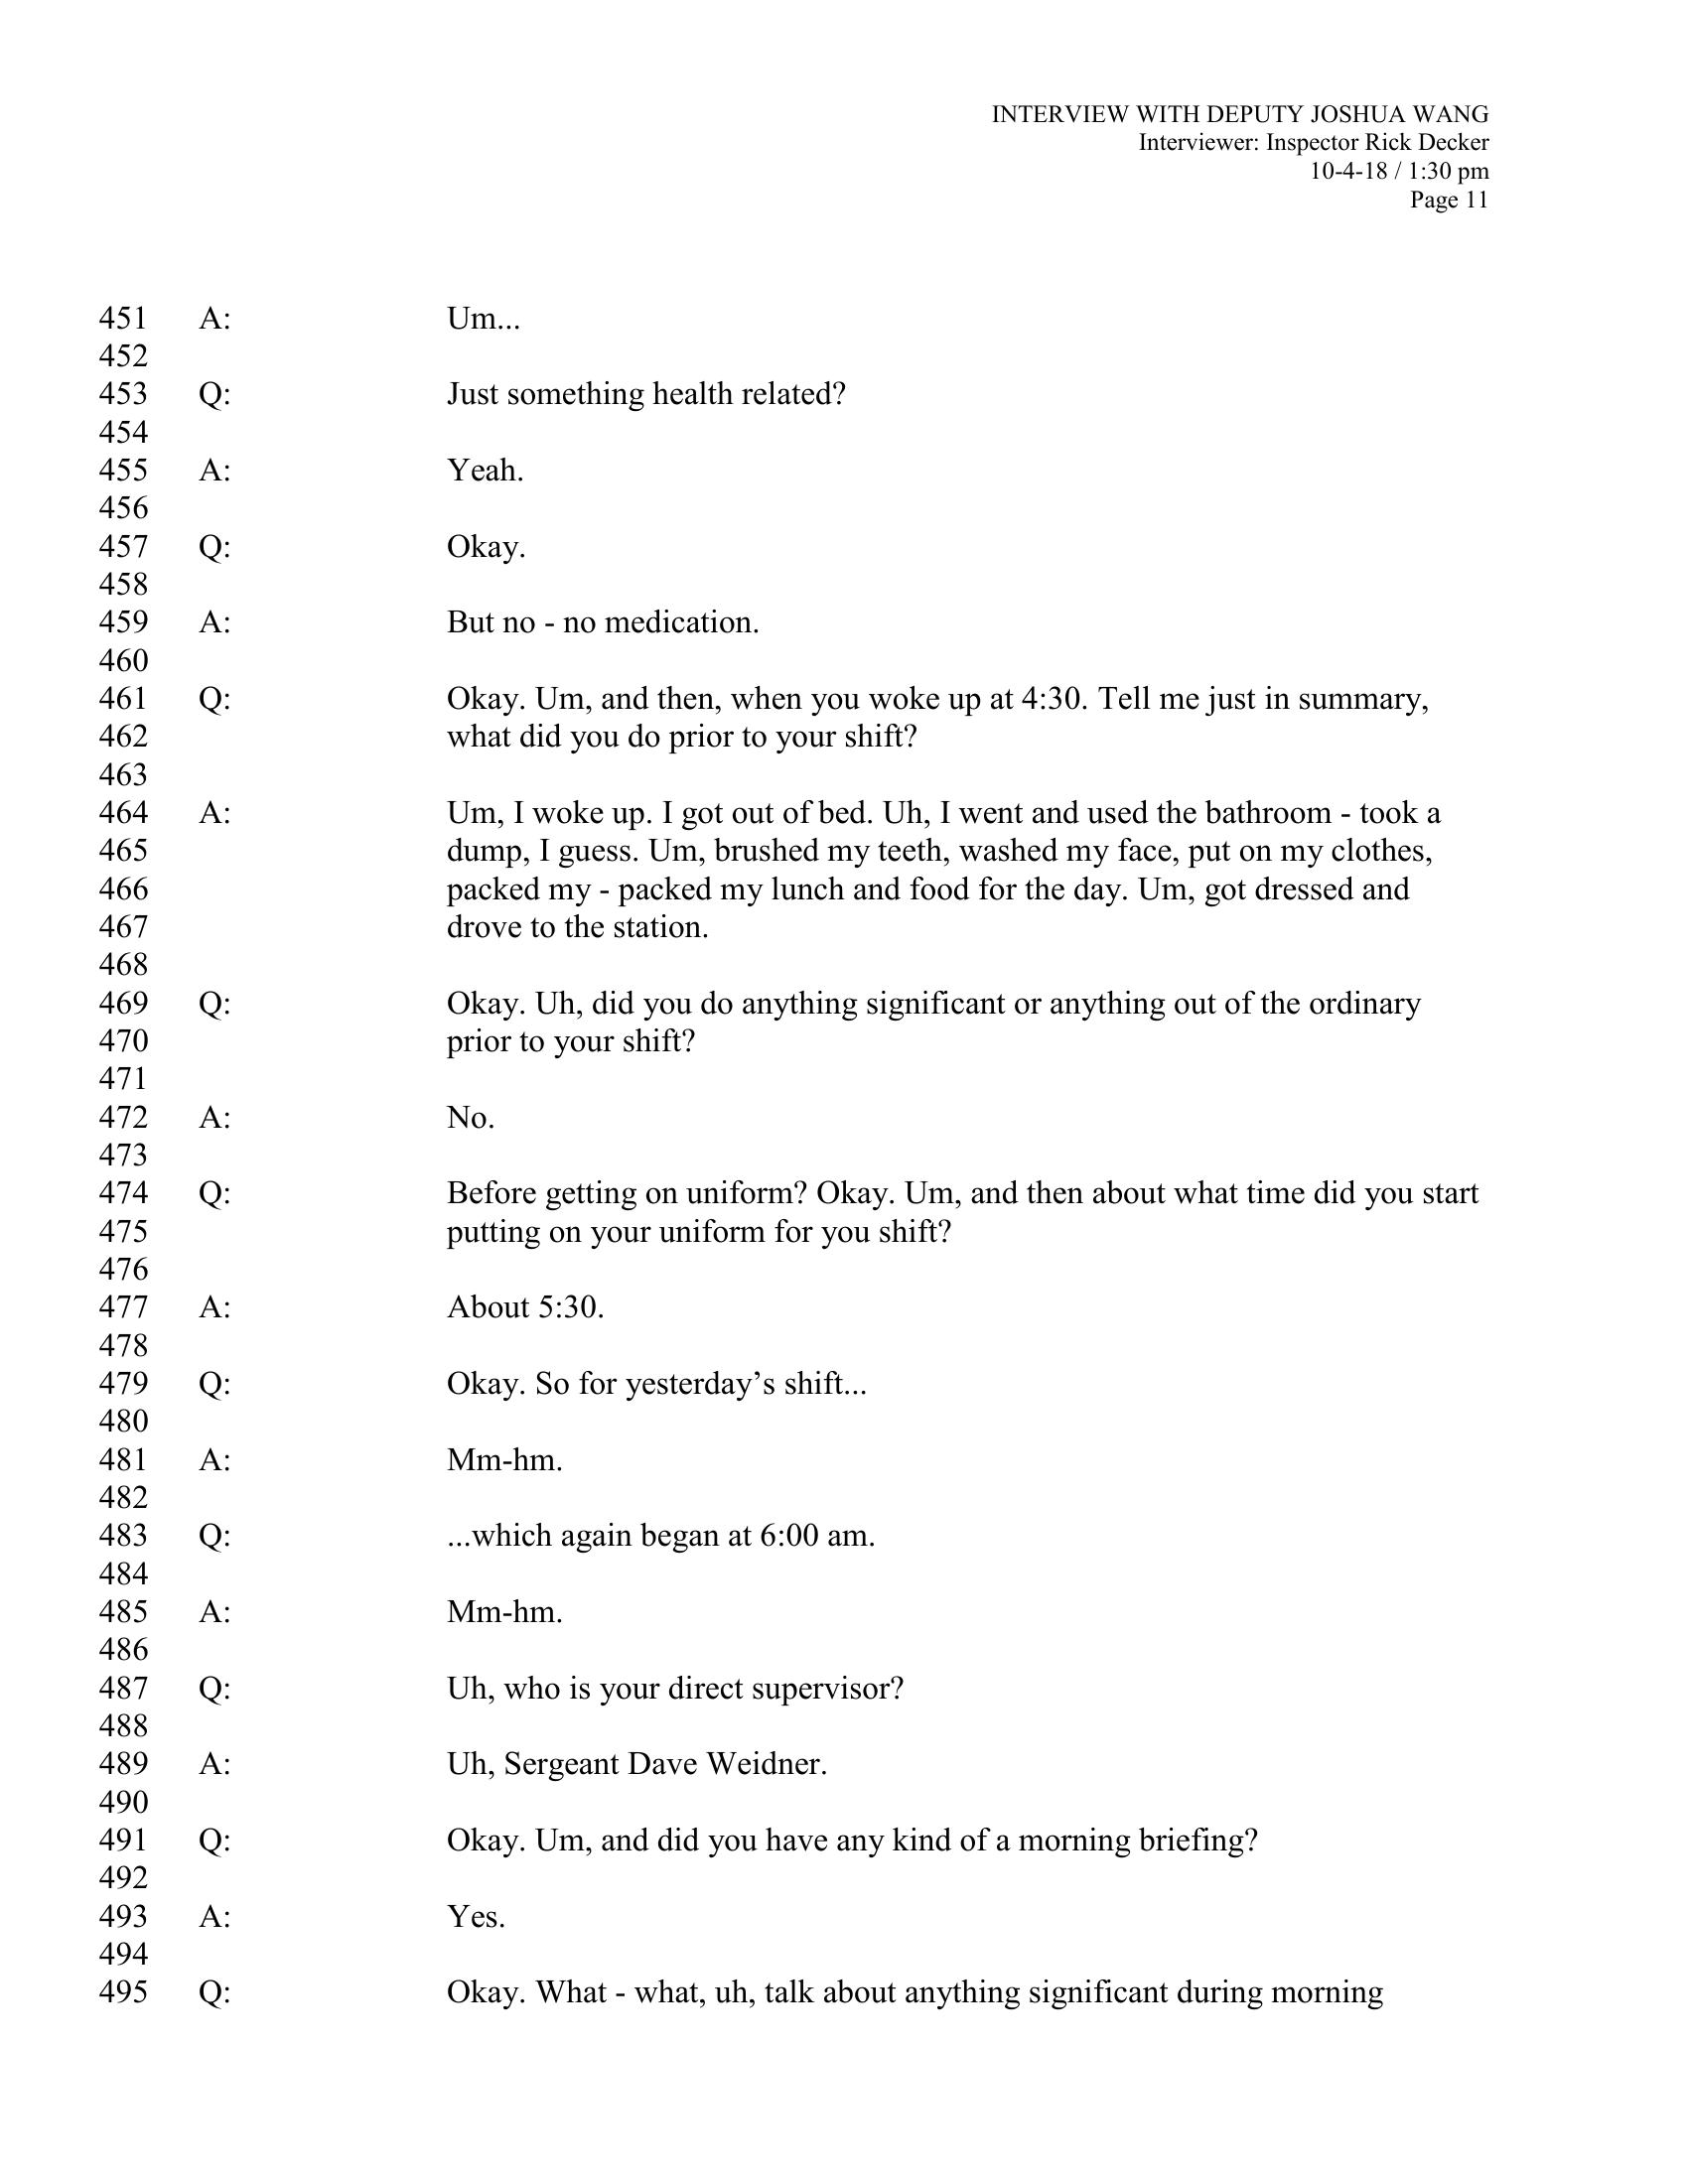 INTERVIEW WITH DEPUTY JOSHUA WANG
Interviewer: Inspector Rick Decker
10-4-18 / 1:30 pm
Page 11
451 A: Um...
452
453 Q: Just something health related?
454
455 A: Yeah.
456
457 Q: Okay.
458
459 A: But no - no medication.
460
461 Q: Okay. Um, and then, when you woke up at 4:30. Tell me just in summary,
462 what did you do prior to your shift?
463
464 A: Um, I woke up. I got out of bed. Uh, I went and used the bathroom - took a
465 dump, I guess. Um, brushed my teeth, washed my face, put on my clothes,
466 packed my - packed my lunch and food for the day. Um, got dressed and
467 drove to the station.
468
469 Q: Okay. Uh, did you do anything significant or anything out of the ordinary
470 prior to your shift?
471
472 A: No.
473
474 Q: Before getting on uniform? Okay. Um, and then about what time did you start
475 putting on your uniform for you shift?
476
477 A: About 5:30.
478
479 Q: Okay. So for yesterday’s shift...
480
481 A: Mm-hm.
482
483 Q: ...which again began at 6:00 am.
484
485 A: Mm-hm.
486
487 Q: Uh, who is your direct supervisor?
488
489 A: Uh, Sergeant Dave Weidner.
490
491 Q: Okay. Um, and did you have any kind of a morning briefing?
492
493 A: Yes.
494
495 Q: Okay. What - what, uh, talk about anything significant during morning